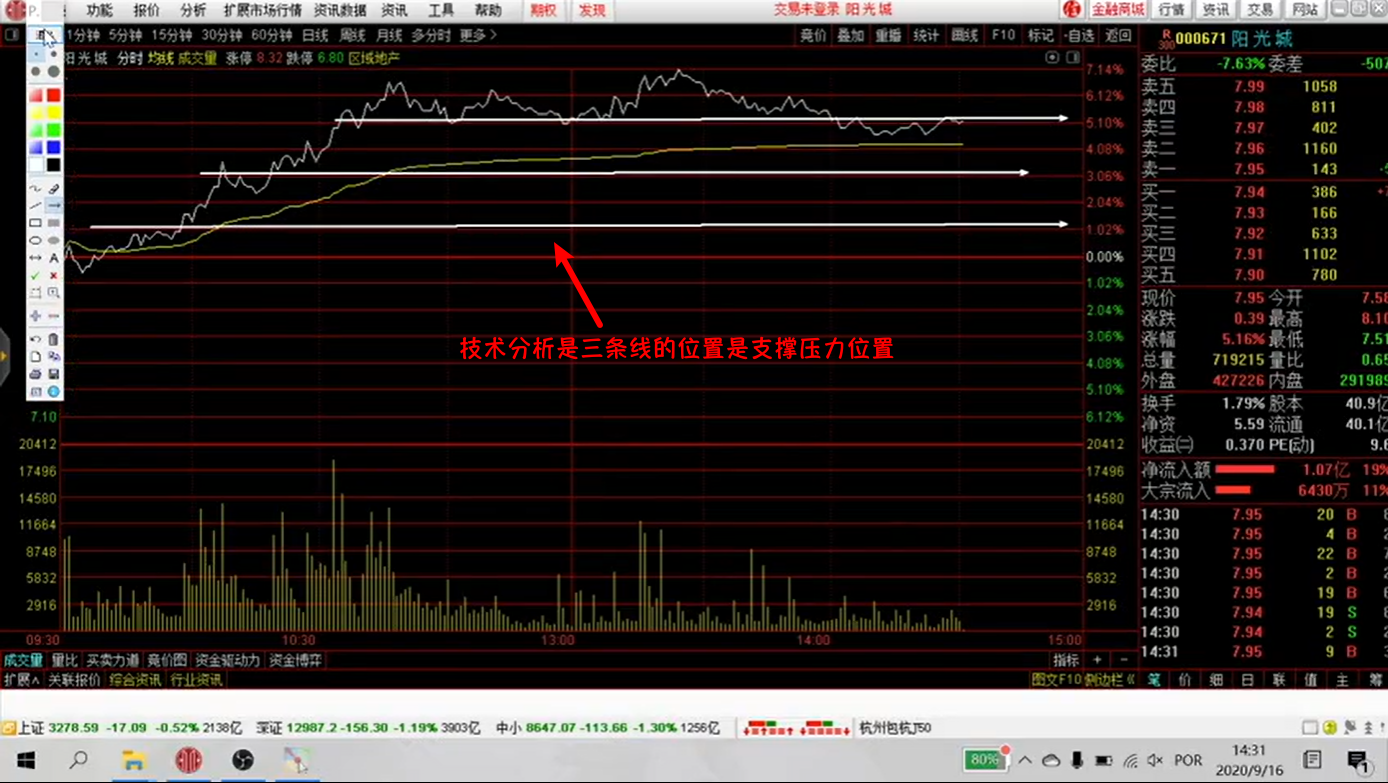 功能 报价 分析 扩展市场行情 资讯数据 资讯 工具 帮助 期权 发现 交易未登录 阳光城 金融商城 行情 资讯 交易 网站
1分钟 5分钟 15分钟 30分钟 60分钟 日线 周线 月线 多分时 更多 竞价 叠加 重播 统计 画线 F10 标记 -自选 返回
阳光城 分时 均线 成交量 涨停 8.32 跌停 6.80 区域地产
R 300 000671 阳光城
委比 -7.63% 委差 -507
卖五 7.99 1058
卖四 7.98 811
卖三 7.97 402
卖二 7.96 1160
卖一 7.95 143
买一 7.94 386
买二 7.93 166
买三 7.92 633
买四 7.91 1102
买五 7.90 780
现价 7.95 今开 7.58
涨跌 0.39 最高 8.10
涨幅 5.16% 最低 7.51
总量 719215 量比 0.65
外盘 427226 内盘 291989
换手 1.79% 股本 40.9亿
净资 5.59 流通 40.1亿
收益㈡ 0.370 PE(动) 9.6
净流入额 1.07亿 19%
大宗流入 6430万 11%
14:30 7.95 20 B
14:30 7.95 4 B
14:30 7.95 22 B
14:30 7.95 2 B
14:30 7.95 19 B
14:30 7.94 19 S
14:30 7.94 2 S
14:31 7.95 9 B
笔 价 细 日 联 值 主 筹
7.14%
6.12%
5.10%
4.08%
3.06%
2.04%
1.02%
0.00%
1.02%
2.04%
3.06%
4.08%
5.10%
6.12%
技术分析是三条线的位置是支撑压力位置
7.10
20412 20412
17496 17496
14580 14580
11664 11664
8748 8748
5832 5832
2916 2916
09:30 10:30 13:00 14:00 15:00
成交量 量比 买卖力道 竞价图 资金驱动力 资金博弈 指标 + -
扩展∧ 关联报价 综合资讯 行业资讯 图文F10 侧边栏《
上证 3278.59 -17.09 -0.52% 2138亿 深证 12987.2 -156.30 -1.19% 3903亿 中小 8647.07 -113.66 -1.30% 1256亿 杭州包杭J50
80% POR 14:31
2020/9/16